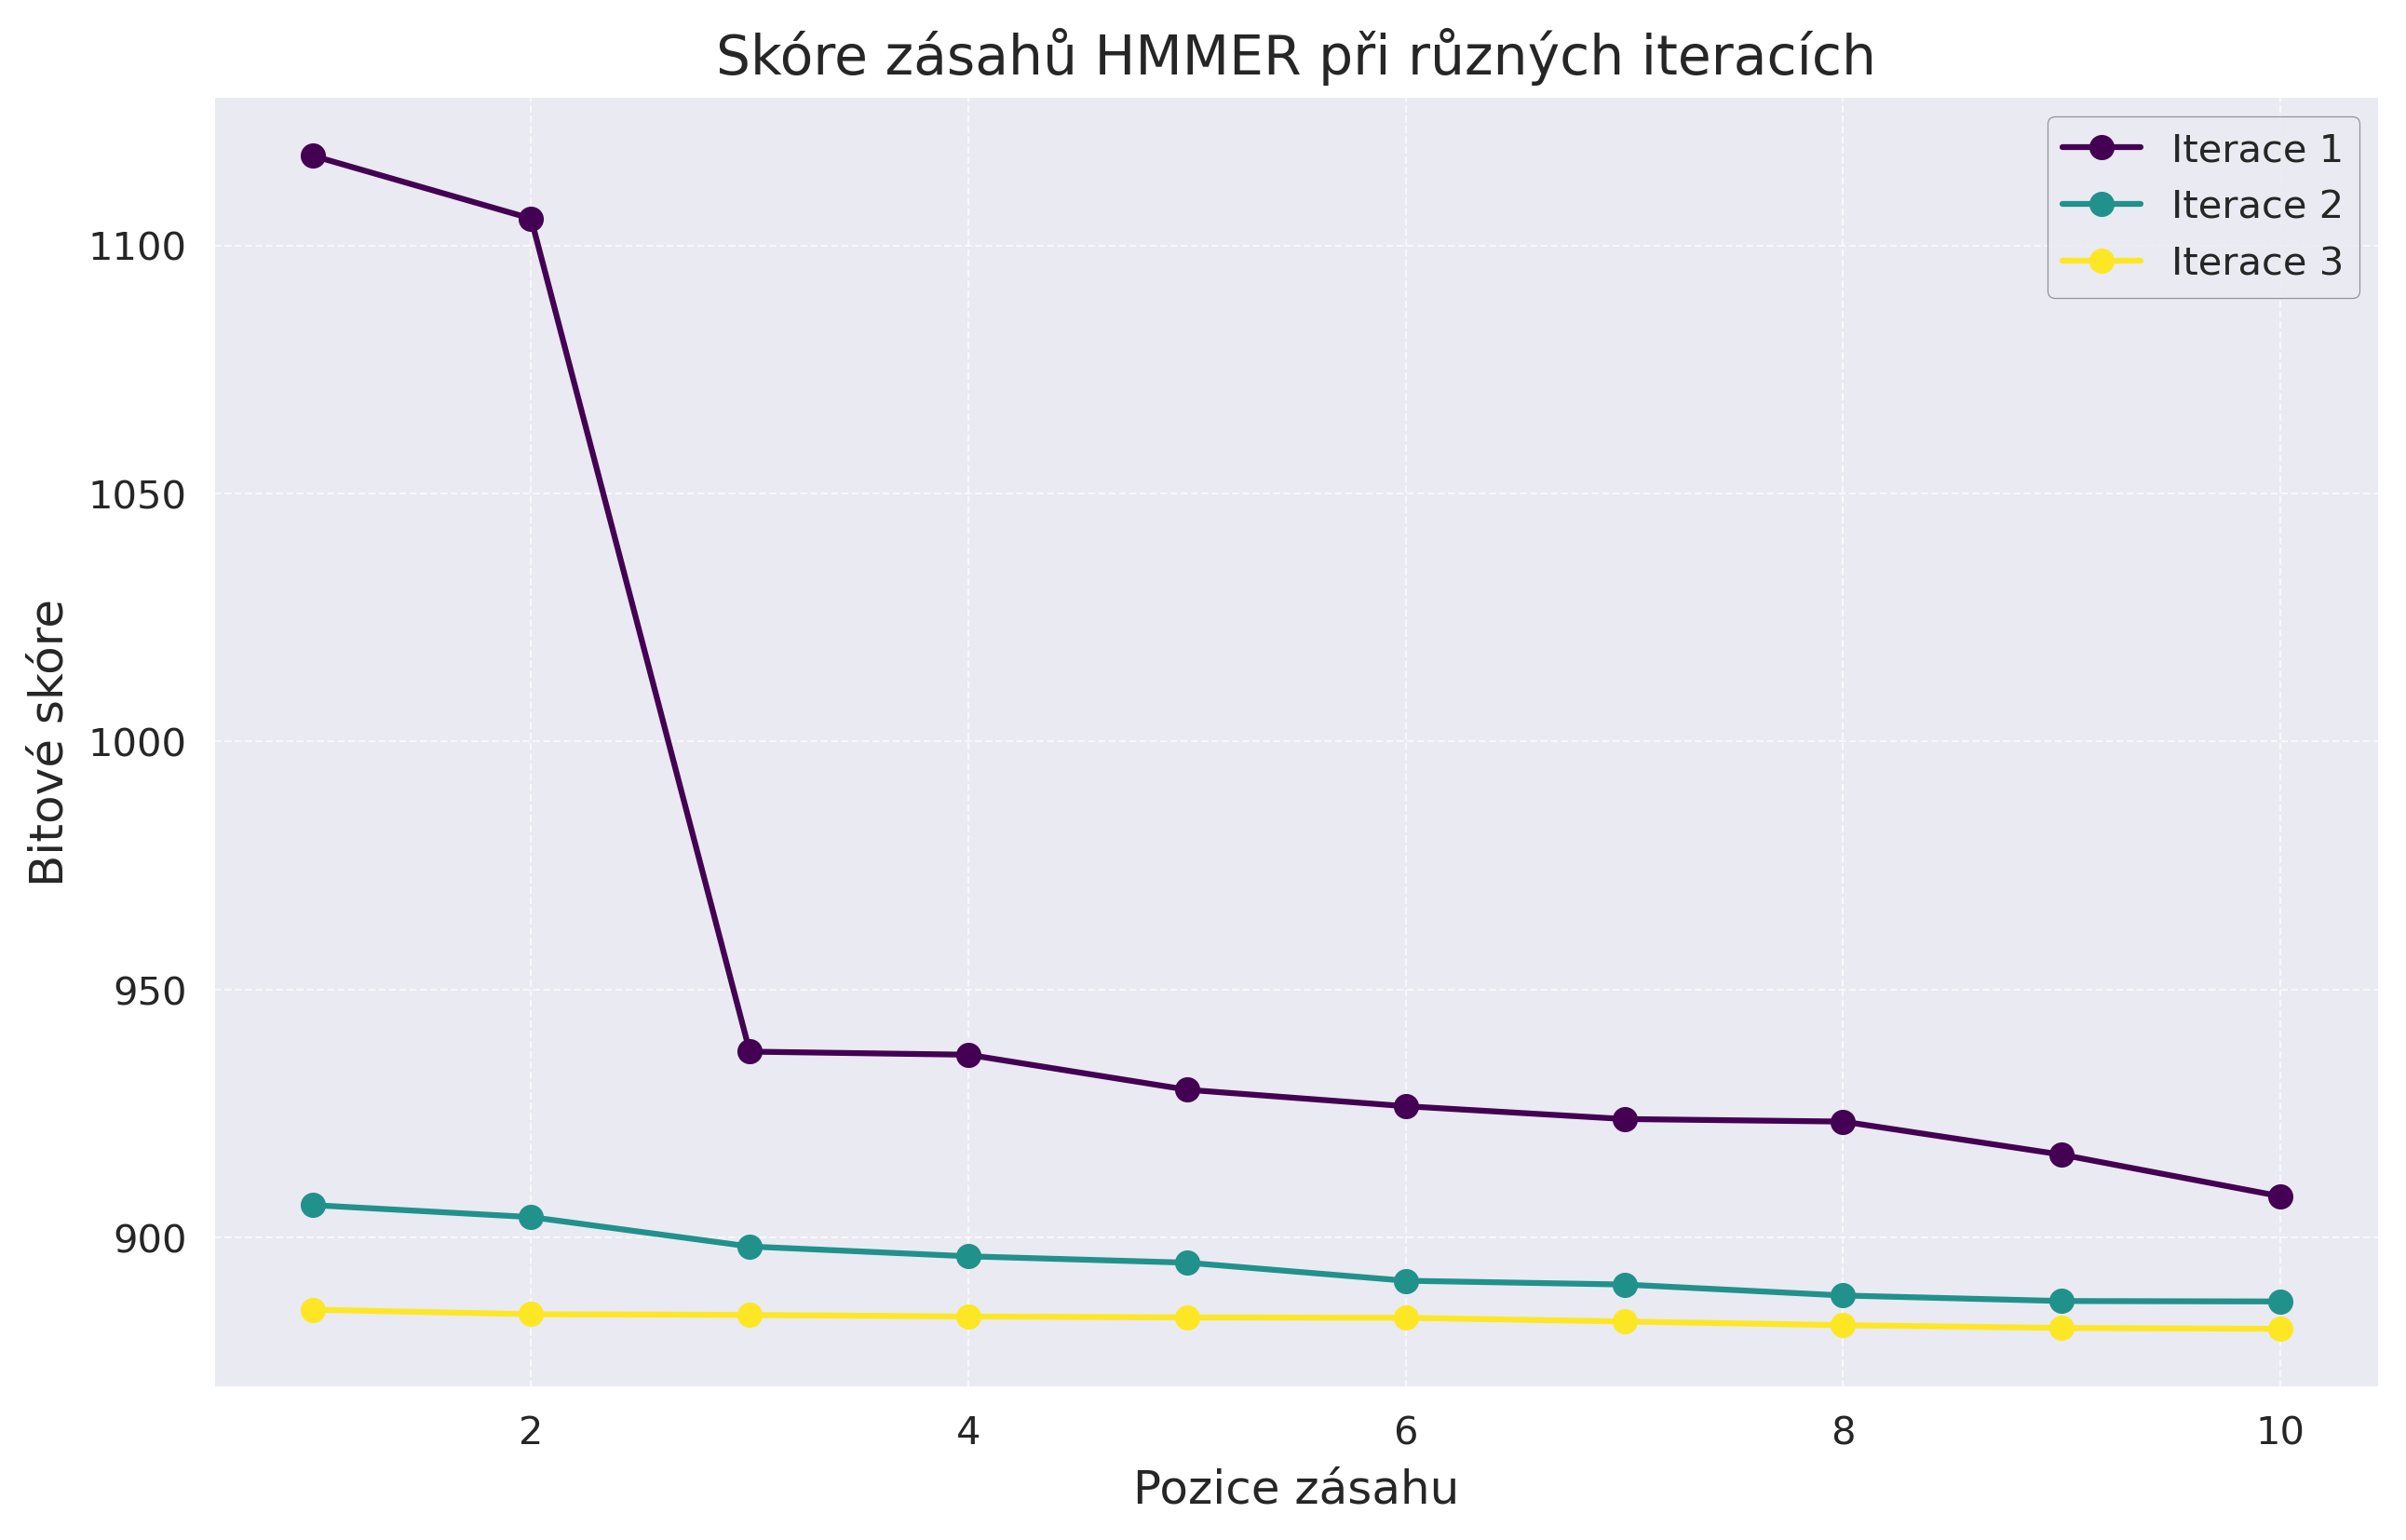 Skóre zásahů HMMER při různých iteracích
Iterace 1
Iterace 2
Iterace 3
Bitové skóre
1100
1050
1000
950
900
2 4 6 8 10
Pozice zásahu